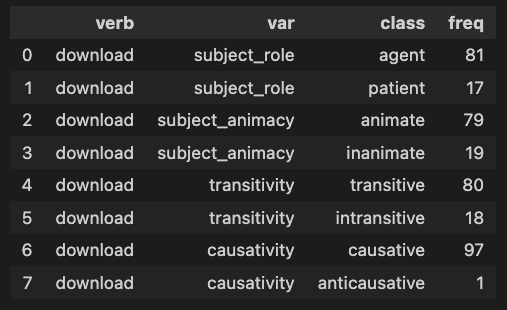 verb var class freq
0 download subject_role agent 81
1 download subject_role patient 17
2 download subject_animacy animate 79
3 download subject_animacy inanimate 19
4 download transitivity transitive 80
5 download transitivity intransitive 18
6 download causativity causative 97
7 download causativity anticausative 1